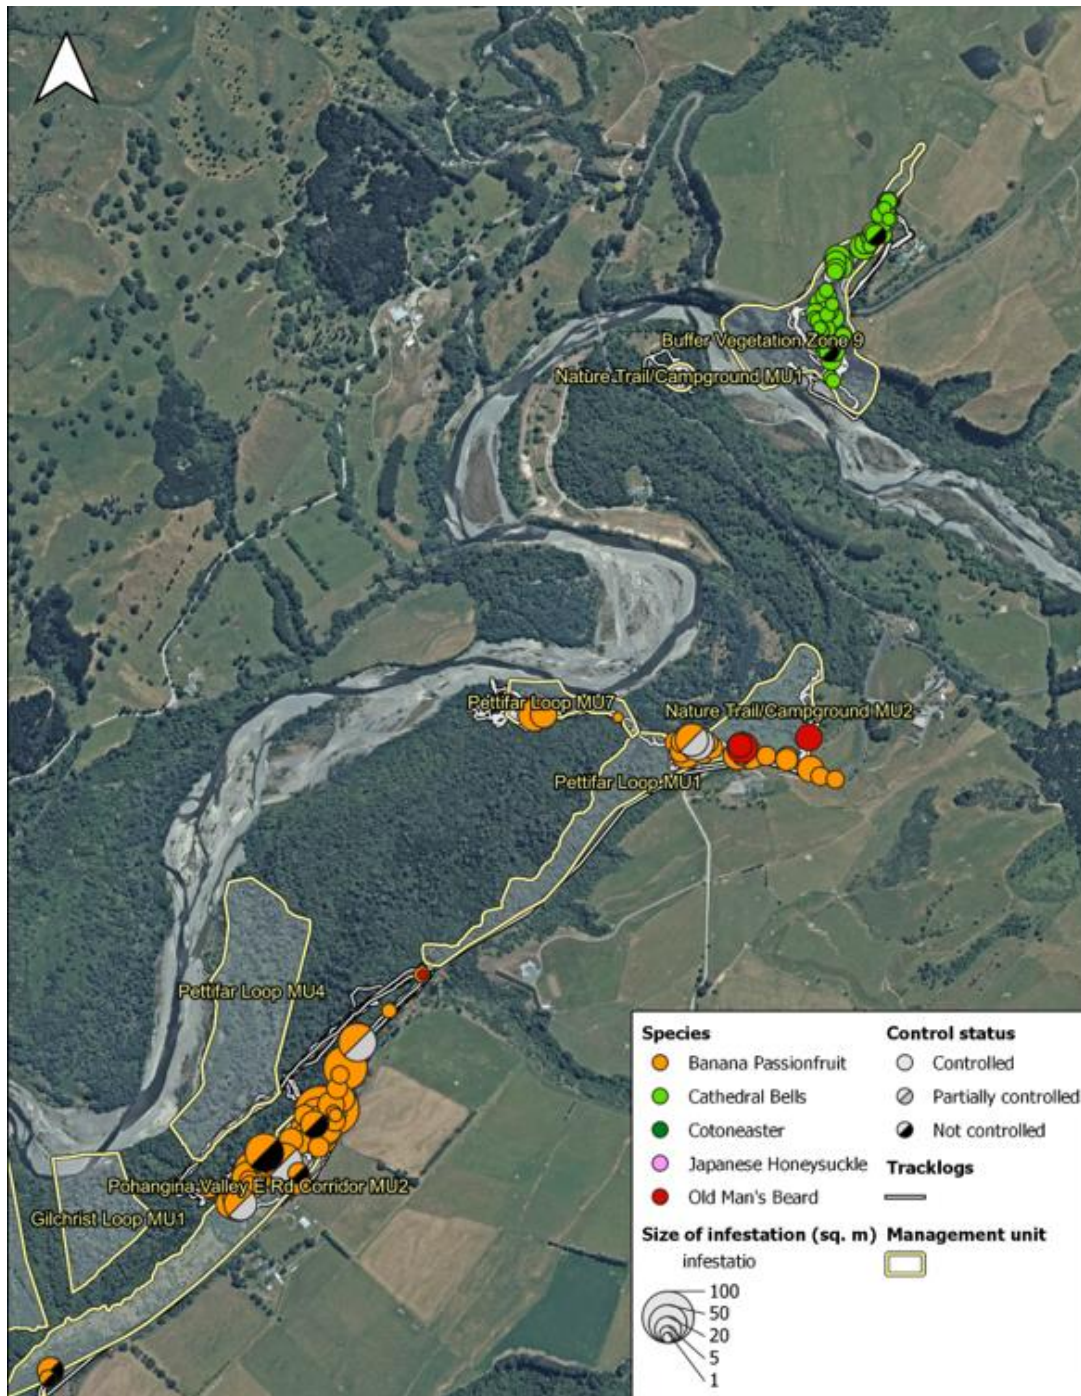 Buffer Vegetation Zone 9
Nature Trail/Campground MU1
Pettifar Loop MU7
Nature Trail/Campground MU2
Pettifar Loop MU1
Pettifar Loop MU4
Pohangina Valley E Rd Corridor MU2
Gilchrist Loop MU1
Species
Banana Passionfruit
Cathedral Bells
Cotoneaster
Japanese Honeysuckle
Old Man's Beard
Size of infestation (sq. m)
infestatio
100
50
20
5
1
Control status
Controlled
Partially controlled
Not controlled
Tracklogs
Management unit